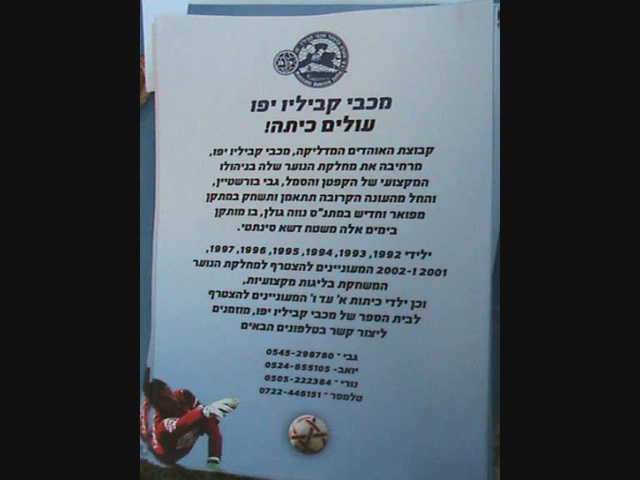 מכבי קביליו יפו
עולים כיתה!
קבוצת האוהדים המדליקה, מכבי קביליו יפו,
מרחיבה את מחלקת הנוער שלה בניהולו
המקצועי של הקפטן והסמל, גבי בורשטיין,
והחל מהעונה הקרובה תתאמן ותשחק במתקן
מפואר וחדיש במתנ"ס נווה גולן, בו מותקן
בימים אלה משטח דשא סינתטי.
ילידי 1992, 1993, 1994, 1995, 1996, 1997,
2001 ו-2002 המעוניינים להצטרף למחלקת הנוער
המשחקת בליגות מקצועיות,
וכן ילדי כיתות א' עד ו' המעוניינים להצטרף
לבית הספר של מכבי קביליו יפו, מוזמנים
ליצור קשר בטלפונים הבאים
גבי - 0545-298780
יואב- 0524-655105
נורי - 0505-222384
טלמסר - 0722-446151